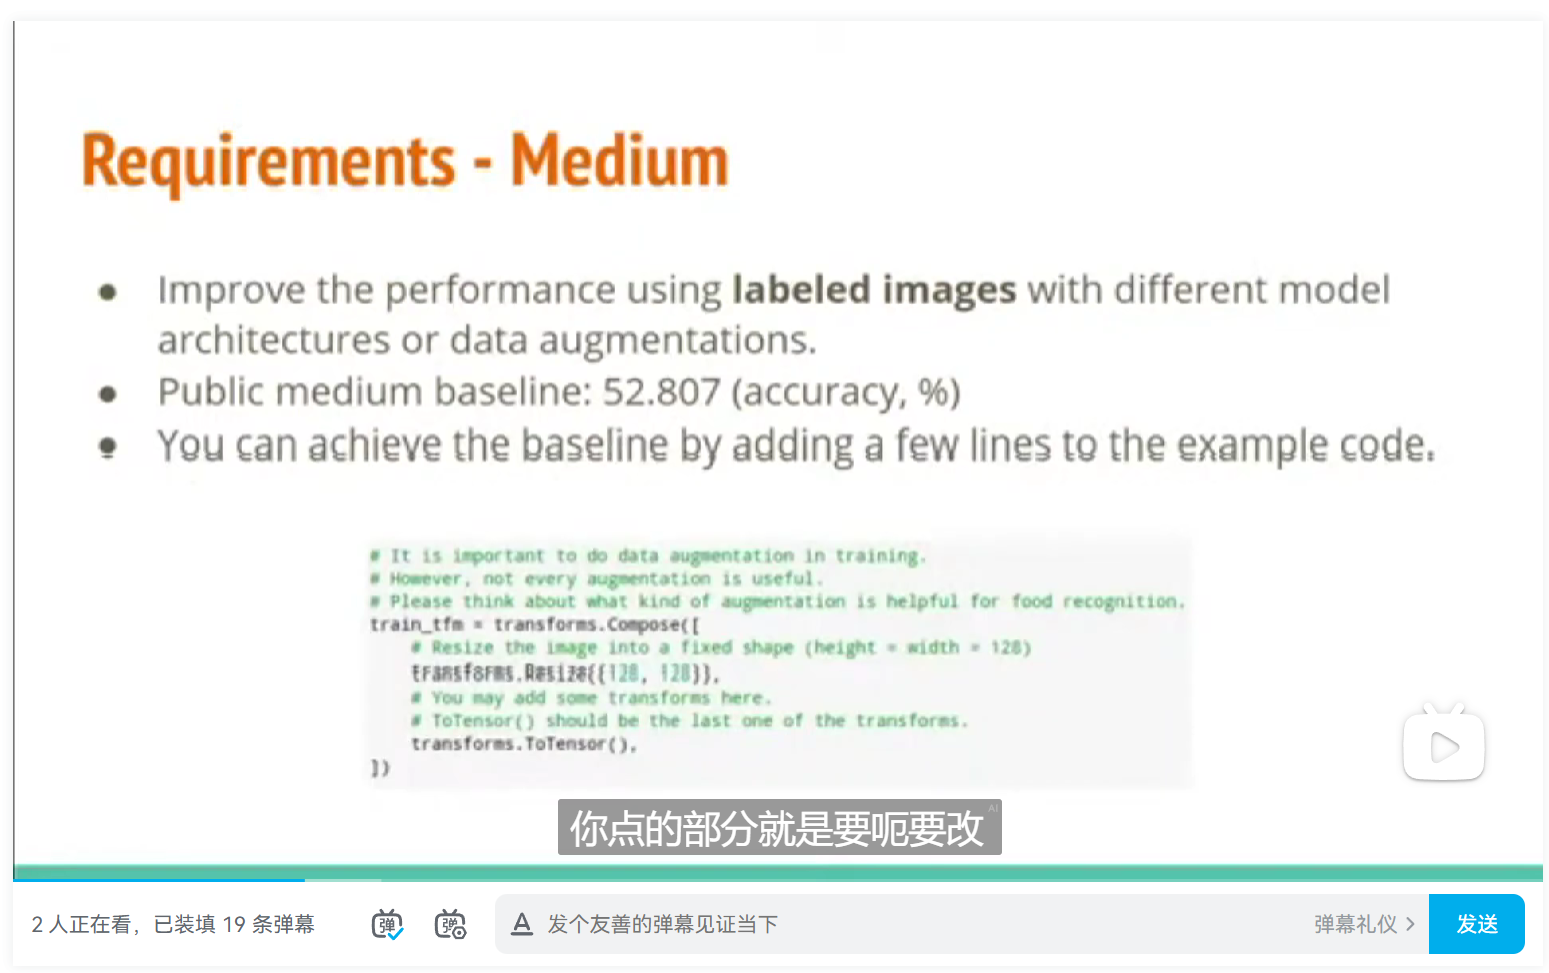 Requirements - Medium
● Improve the performance using labeled images with different model
architectures or data augmentations.
● Public medium baseline: 52.807 (accuracy, %)
● You can achieve the baseline by adding a few lines to the example code.
# It is important to do data augmentation in training.
# However, not every augmentation is useful.
# Please think about what kind of augmentation is helpful for food recognition.
train_tfm = transforms.Compose([
# Resize the image into a fixed shape (height = width = 128)
transforms.Resize((128, 128)),
# You may add some transforms here.
# ToTensor() should be the last one of the transforms.
transforms.ToTensor(),
])
AI
你点的部分就是要呃要改
2 人正在看，已装填 19 条弹幕
弹
弹
A
发个友善的弹幕见证当下
弹幕礼仪 >
发送